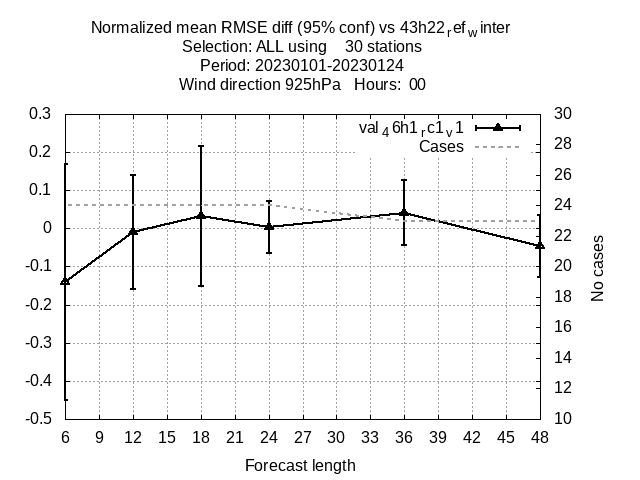 Normalized mean RMSE diff (95% conf) vs 43h22refwinter
Selection: ALL using 30 stations
Period: 20230101-20230124
Wind direction 925hPa Hours: 00
val46h1rc1v1
Cases
0.3
0.2
0.1
0
-0.1
-0.2
-0.3
-0.4
-0.5
30
28
26
24
22
20
18
16
14
12
10
No cases
6 9 12 15 18 21 24 27 30 33 36 39 42 45 48
Forecast length